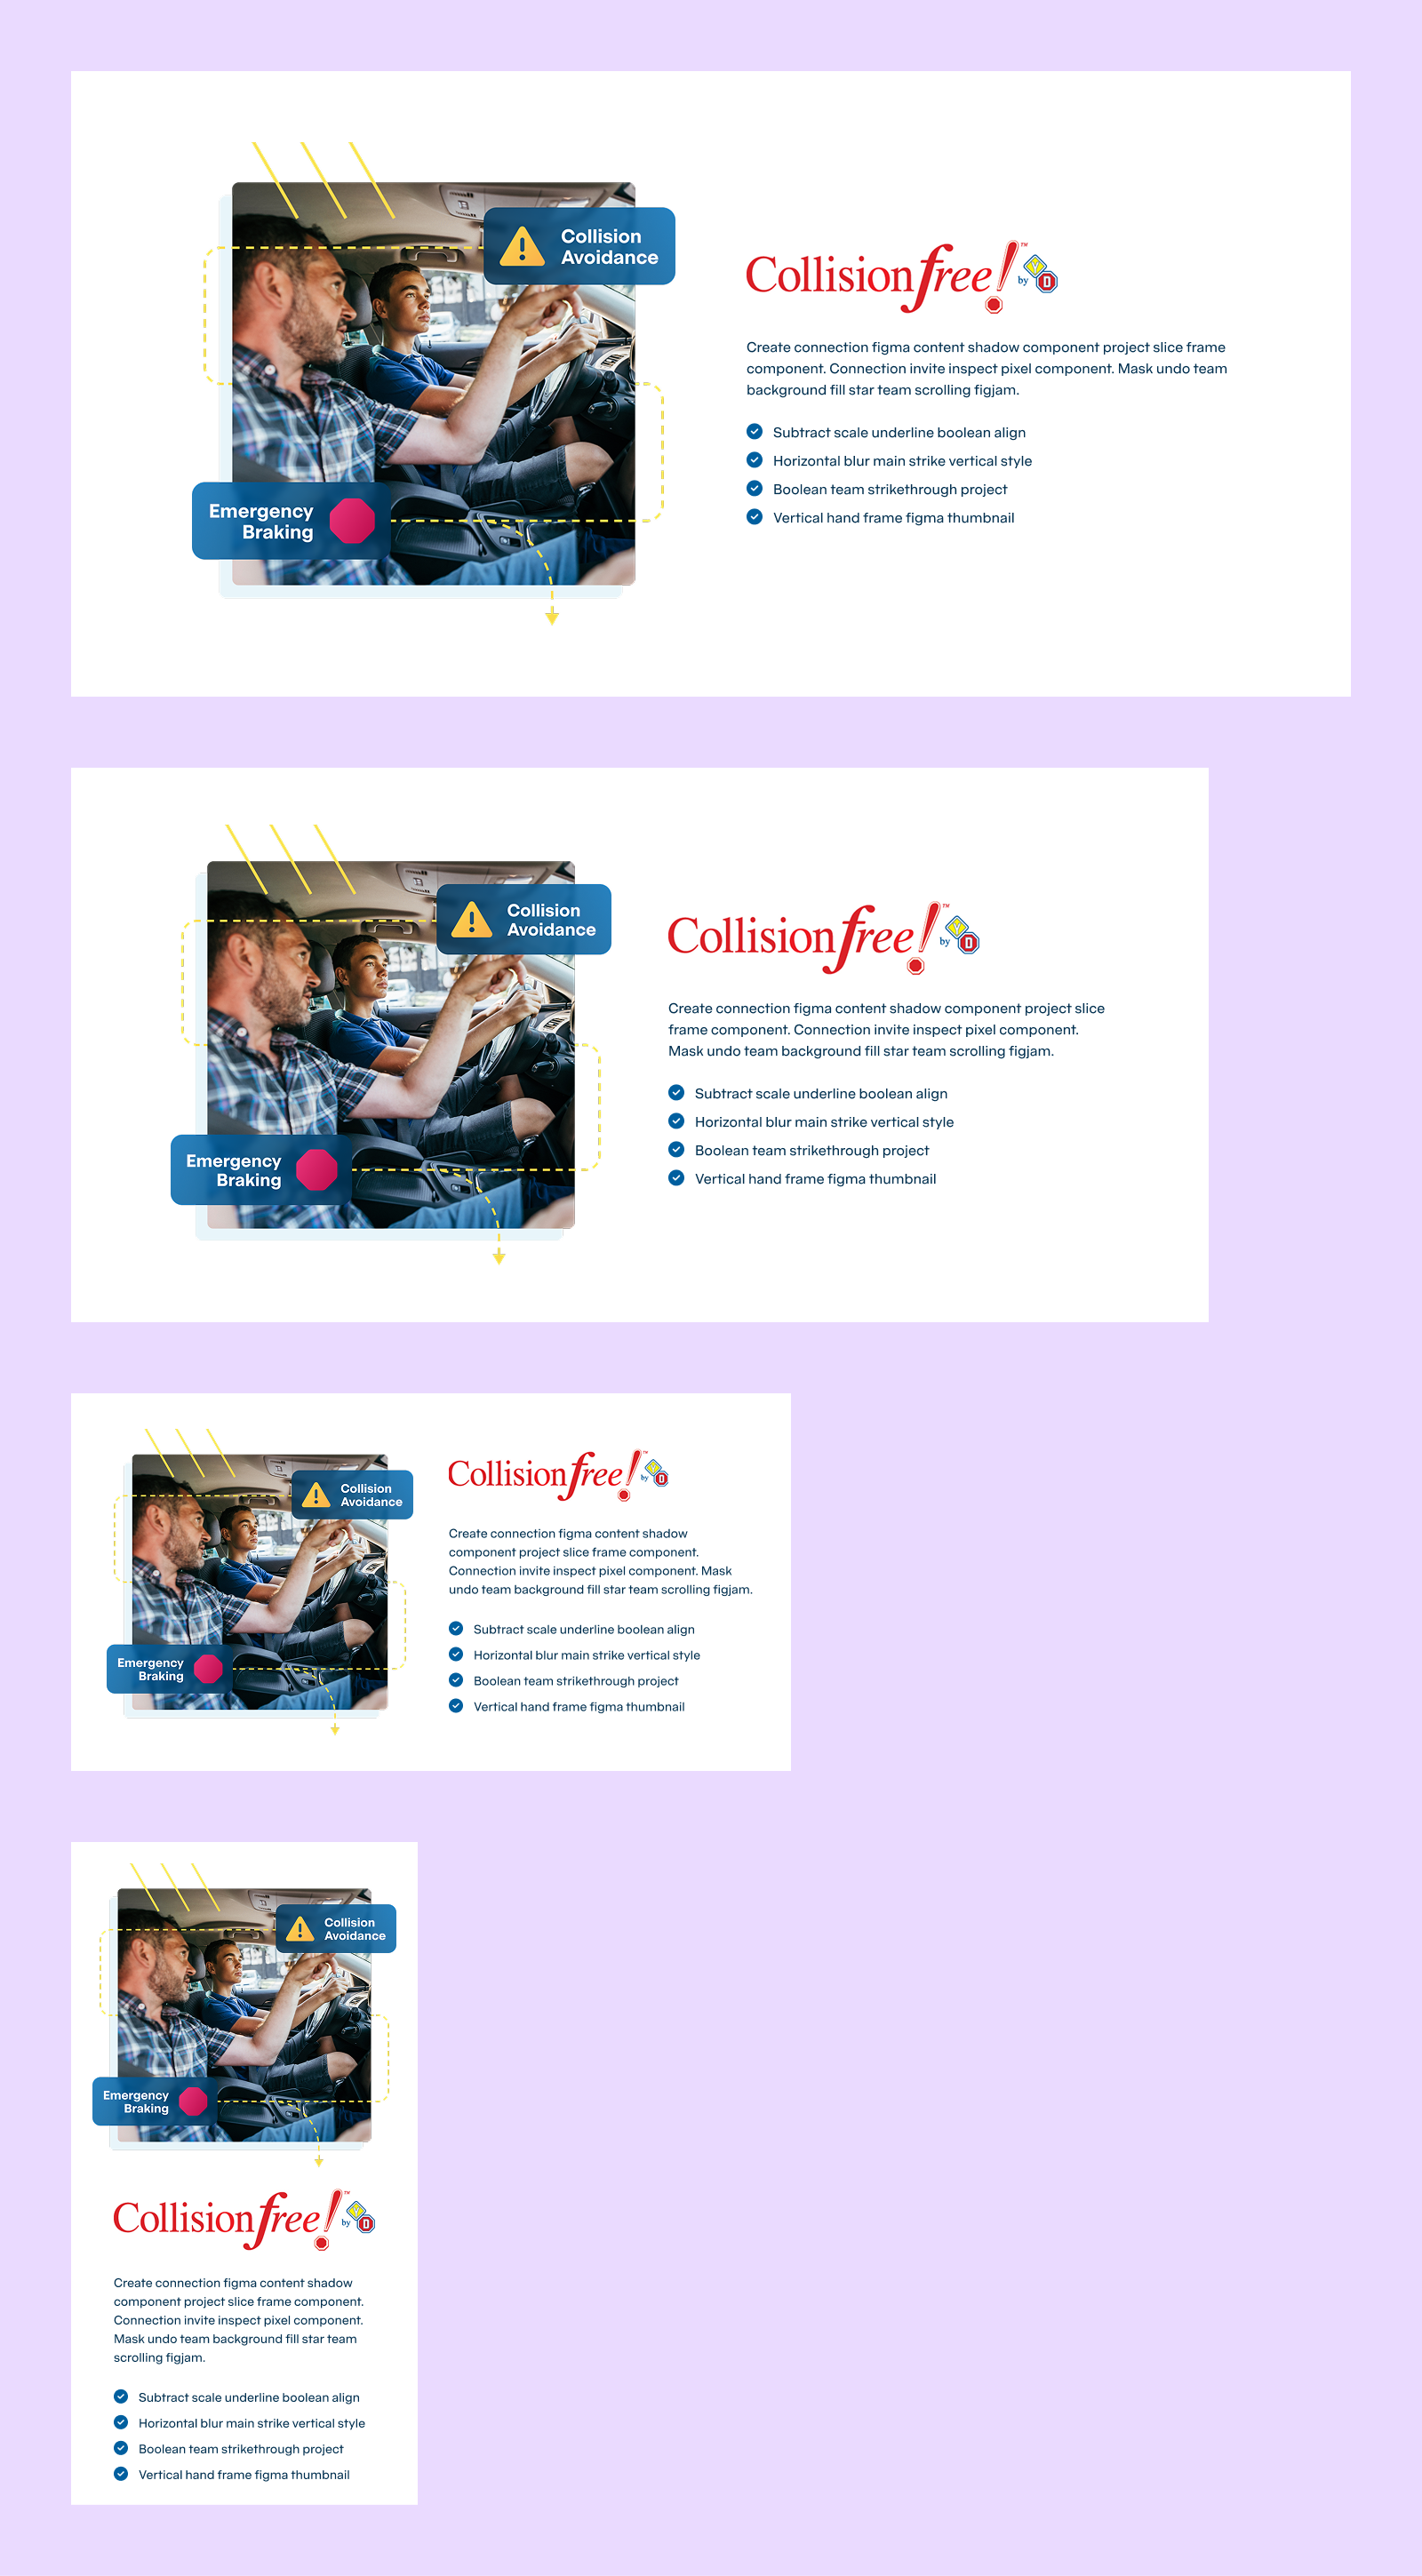 Collision
Avoidance
Emergency
Braking
Collision free! ™
by Y D
Create connection figma content shadow component project slice frame
component. Connection invite inspect pixel component. Mask undo team
background fill star team scrolling figjam.
Subtract scale underline boolean align
Horizontal blur main strike vertical style
Boolean team strikethrough project
Vertical hand frame figma thumbnail
Collision
Avoidance
Emergency
Braking
Collision free! ™
by Y D
Create connection figma content shadow component project slice
frame component. Connection invite inspect pixel component.
Mask undo team background fill star team scrolling figjam.
Subtract scale underline boolean align
Horizontal blur main strike vertical style
Boolean team strikethrough project
Vertical hand frame figma thumbnail
Collision
Avoidance
Emergency
Braking
Collision free! ™
by Y D
Create connection figma content shadow
component project slice frame component.
Connection invite inspect pixel component. Mask
undo team background fill star team scrolling figjam.
Subtract scale underline boolean align
Horizontal blur main strike vertical style
Boolean team strikethrough project
Vertical hand frame figma thumbnail
Collision
Avoidance
Emergency
Braking
Collision free! ™
by Y D
Create connection figma content shadow
component project slice frame component.
Connection invite inspect pixel component.
Mask undo team background fill star team
scrolling figjam.
Subtract scale underline boolean align
Horizontal blur main strike vertical style
Boolean team strikethrough project
Vertical hand frame figma thumbnail